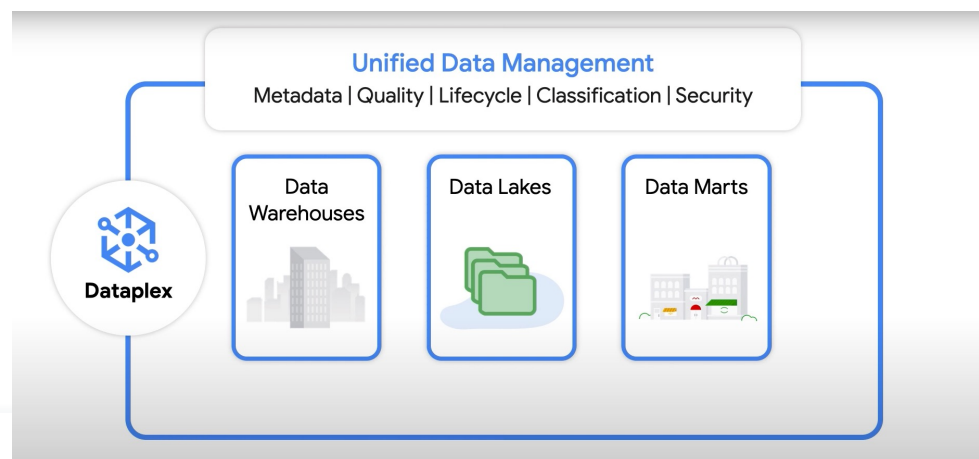 Unified Data Management
Metadata | Quality | Lifecycle | Classification | Security
Data
Warehouses
Data Lakes
Data Marts
Dataplex